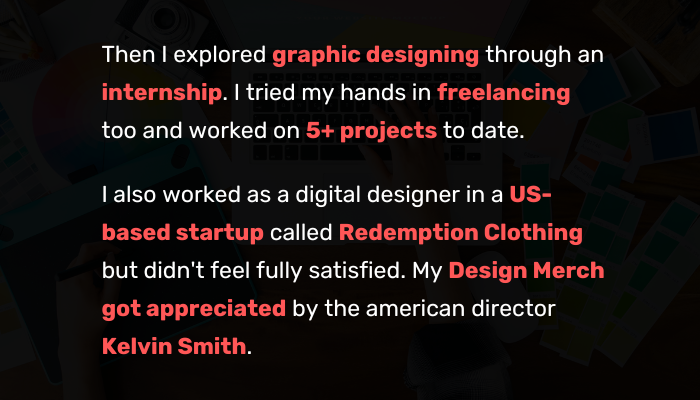 Then I explored graphic designing through an
internship. I tried my hands in freelancing
too and worked on 5+ projects to date.
I also worked as a digital designer in a US-
based startup called Redemption Clothing
but didn't feel fully satisfied. My Design Merch
got appreciated by the american director
Kelvin Smith.